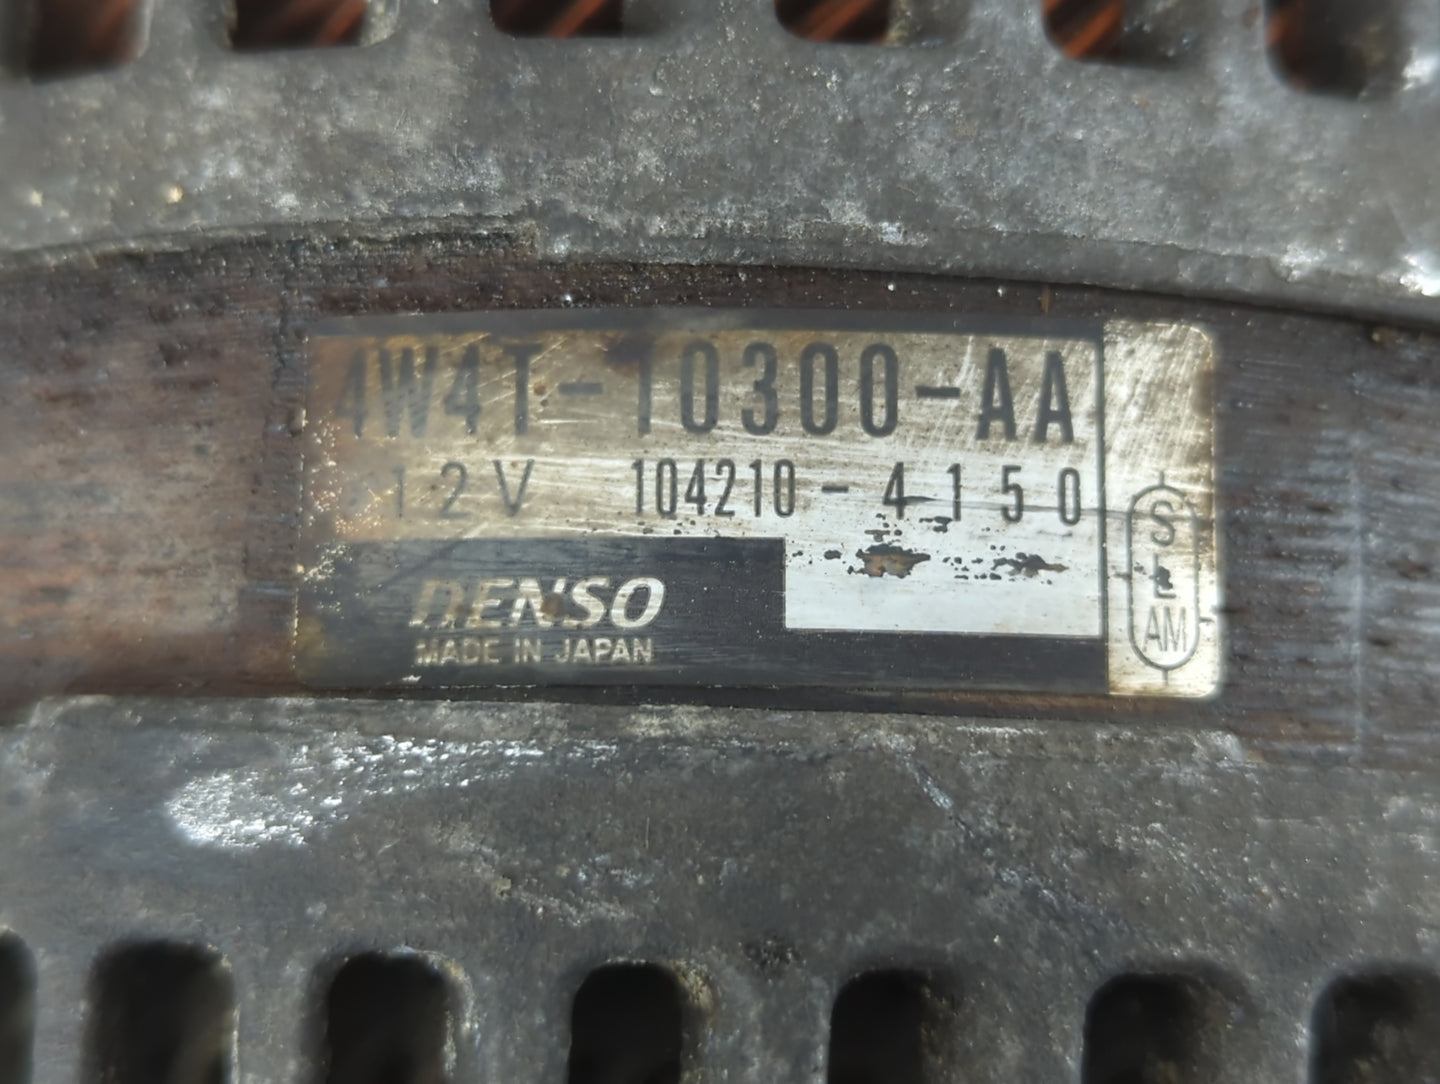 4W4T-10300-AA
12V 104210-4150
DENSO
MADE IN JAPAN
S
L
AM